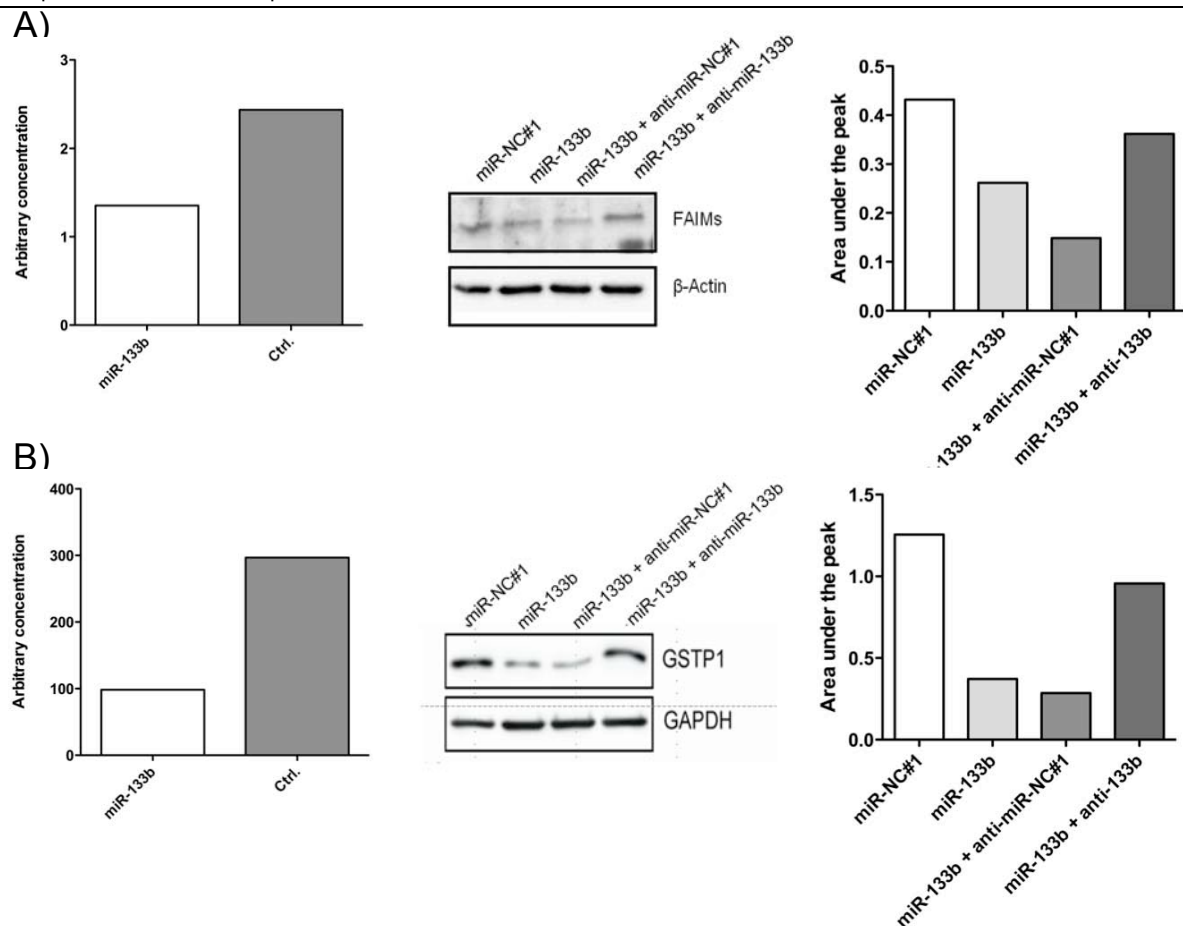 A)
Arbitrary concentration
3
2
1
0
miR-133b
Ctrl.
miR-NC#1
miR-133b
miR-133b + anti-miR-NC#1
miR-133b + anti-miR-133b
FAIMs
β-Actin
Area under the peak
0.5
0.4
0.3
0.2
0.1
0.0
miR-NC#1
miR-133b
133b + anti-miR-NC#1
miR-133b + anti-133b
B)
Arbitrary concentration
400
300
200
100
0
miR-133b
Ctrl.
miR-NC#1
miR-133b
miR-133b + anti-miR-NC#1
miR-133b + anti-miR-133b
GSTP1
GAPDH
Area under the peak
1.5
1.0
0.5
0.0
miR-NC#1
miR-133b
miR-133b + anti-miR-NC#1
miR-133b + anti-133b